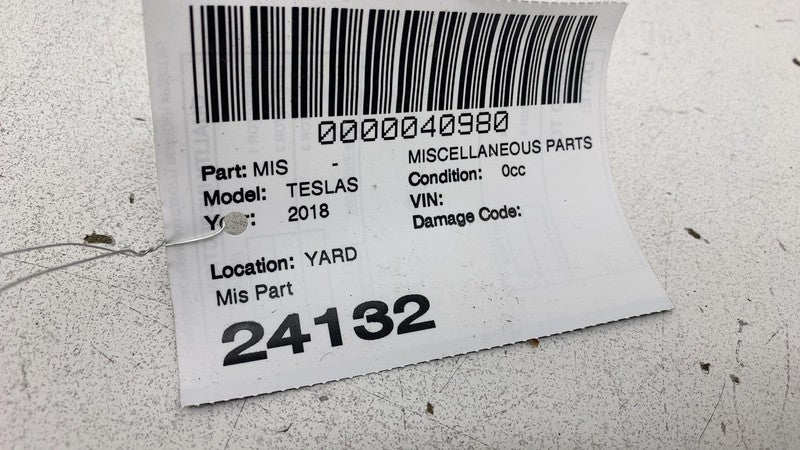 0000040980
Part: MIS - MISCELLANEOUS PARTS
Model: TESLAS Condition: 0cc
2018 VIN:
Damage Code:
Location: YARD
Mis Part
24132